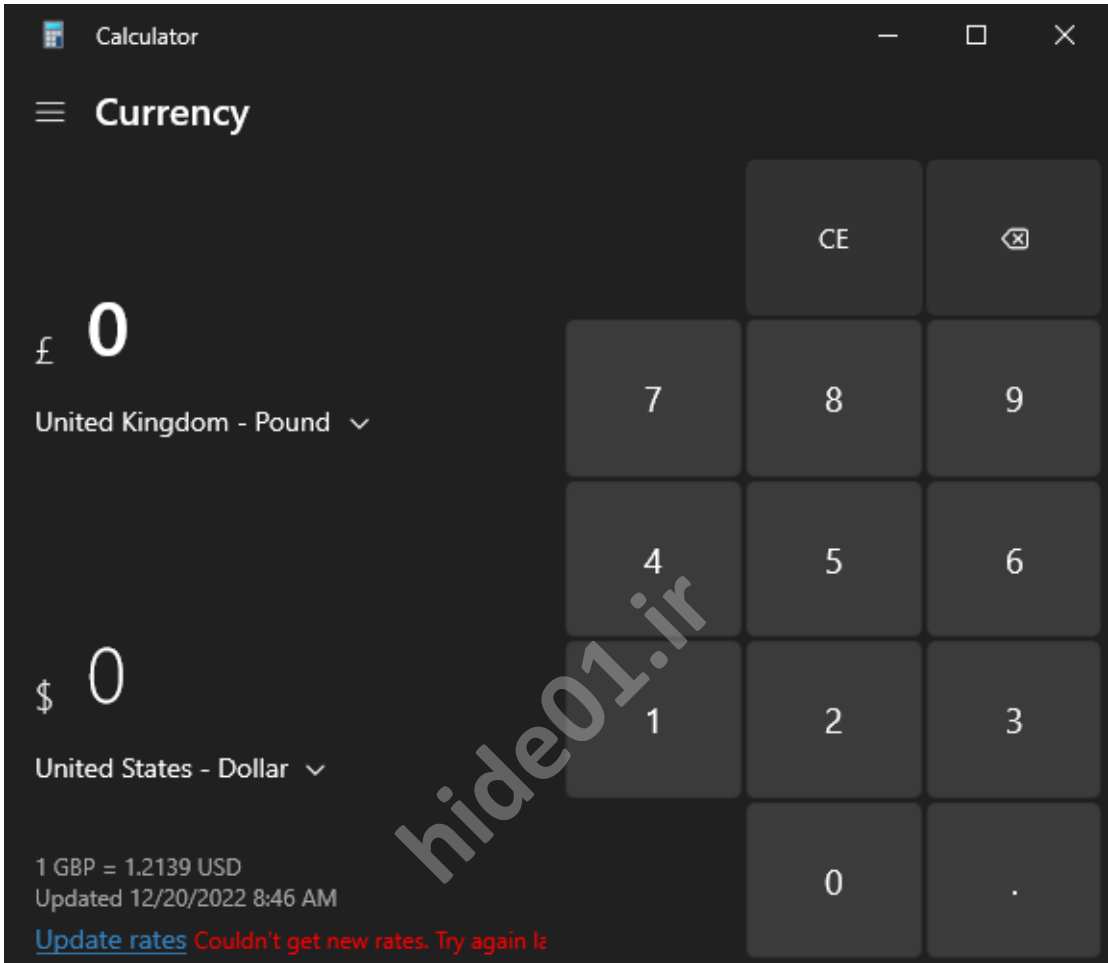 Calculator
Currency
CE
£ 0
7 8 9
United Kingdom - Pound
4 5 6
$ 0
1 2 3
United States - Dollar
hide01.ir
1 GBP = 1.2139 USD
0 .
Updated 12/20/2022 8:46 AM
Update rates Couldn't get new rates. Try again